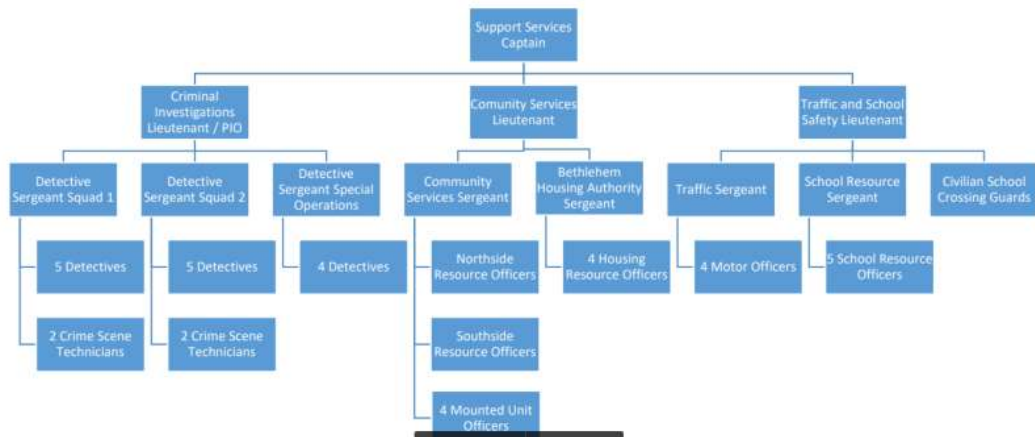 Support Services
Captain
Criminal
Investigations
Lieutenant / PIO
Comunity Services
Lieutenant
Traffic and School
Safety Lieutenant
Detective
Sergeant Squad 1
Detective
Sergeant Squad 2
Detective
Sergeant Special
Operations
Community
Services Sergeant
Bethlehem
Housing Authority
Sergeant
Traffic Sergeant
School Resource
Sergeant
Civilian School
Crossing Guards
5 Detectives
5 Detectives
4 Detectives
Northside
Resource Officers
4 Housing
Resource Officers
4 Motor Officers
5 School Resource
Officers
2 Crime Scene
Technicians
2 Crime Scene
Technicians
Southside
Resource Officers
4 Mounted Unit
Officers